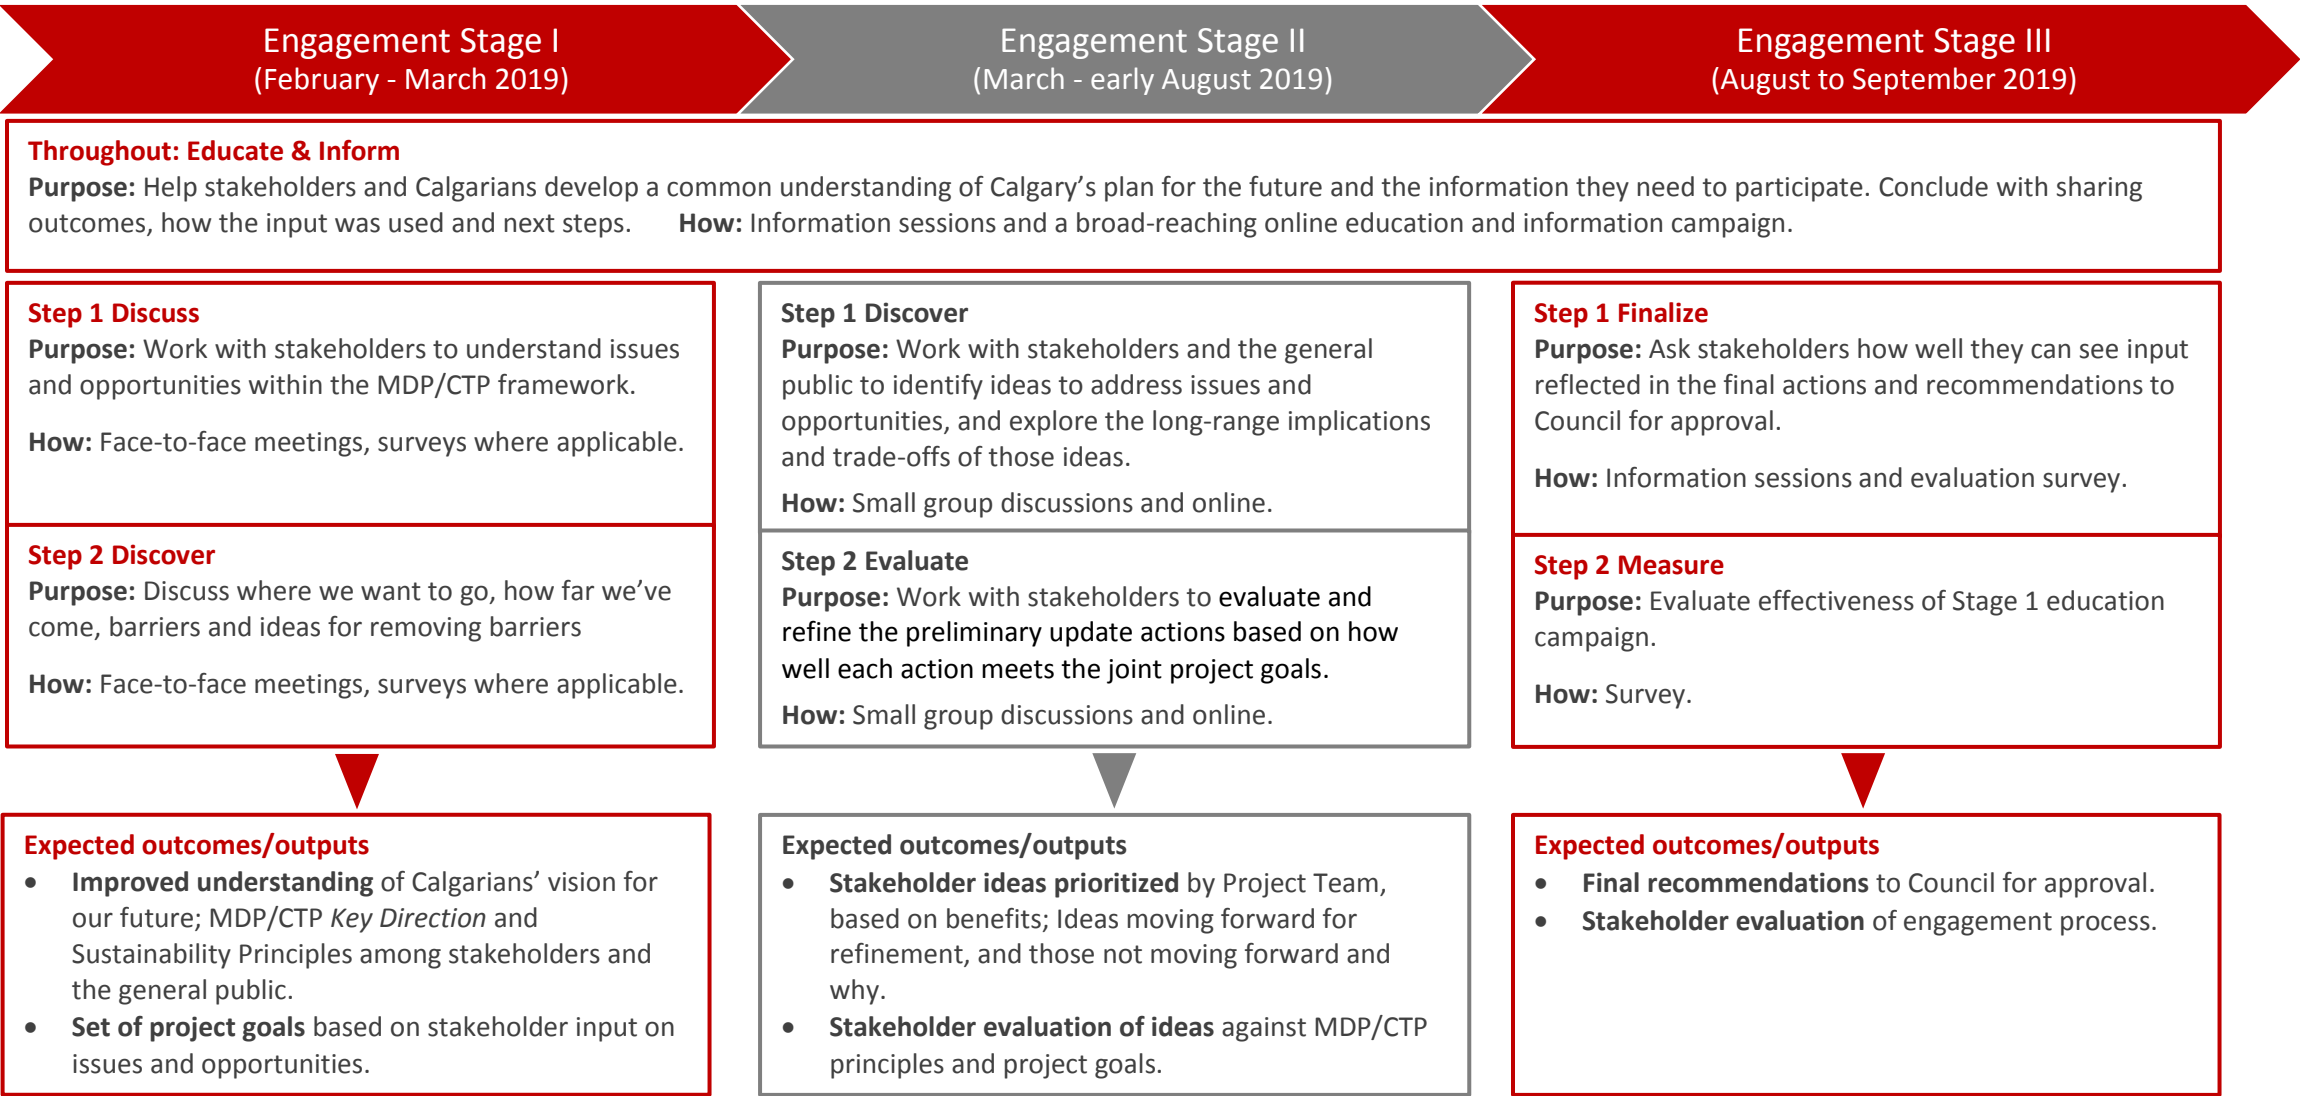 Engagement Stage I
(February - March 2019)
Engagement Stage II
(March - early August 2019)
Engagement Stage III
(August to September 2019)
Throughout: Educate & Inform
Purpose: Help stakeholders and Calgarians develop a common understanding of Calgary’s plan for the future and the information they need to participate. Conclude with sharing
outcomes, how the input was used and next steps. How: Information sessions and a broad-reaching online education and information campaign.
Step 1 Discuss
Purpose: Work with stakeholders to understand issues
and opportunities within the MDP/CTP framework.
How: Face-to-face meetings, surveys where applicable.
Step 2 Discover
Purpose: Discuss where we want to go, how far we’ve
come, barriers and ideas for removing barriers
How: Face-to-face meetings, surveys where applicable.
Expected outcomes/outputs
• Improved understanding of Calgarians’ vision for
our future; MDP/CTP Key Direction and
Sustainability Principles among stakeholders and
the general public.
• Set of project goals based on stakeholder input on
issues and opportunities.
Step 1 Discover
Purpose: Work with stakeholders and the general
public to identify ideas to address issues and
opportunities, and explore the long-range implications
and trade-offs of those ideas.
How: Small group discussions and online.
Step 2 Evaluate
Purpose: Work with stakeholders to evaluate and
refine the preliminary update actions based on how
well each action meets the joint project goals.
How: Small group discussions and online.
Expected outcomes/outputs
• Stakeholder ideas prioritized by Project Team,
based on benefits; Ideas moving forward for
refinement, and those not moving forward and
why.
• Stakeholder evaluation of ideas against MDP/CTP
principles and project goals.
Step 1 Finalize
Purpose: Ask stakeholders how well they can see input
reflected in the final actions and recommendations to
Council for approval.
How: Information sessions and evaluation survey.
Step 2 Measure
Purpose: Evaluate effectiveness of Stage 1 education
campaign.
How: Survey.
Expected outcomes/outputs
• Final recommendations to Council for approval.
• Stakeholder evaluation of engagement process.